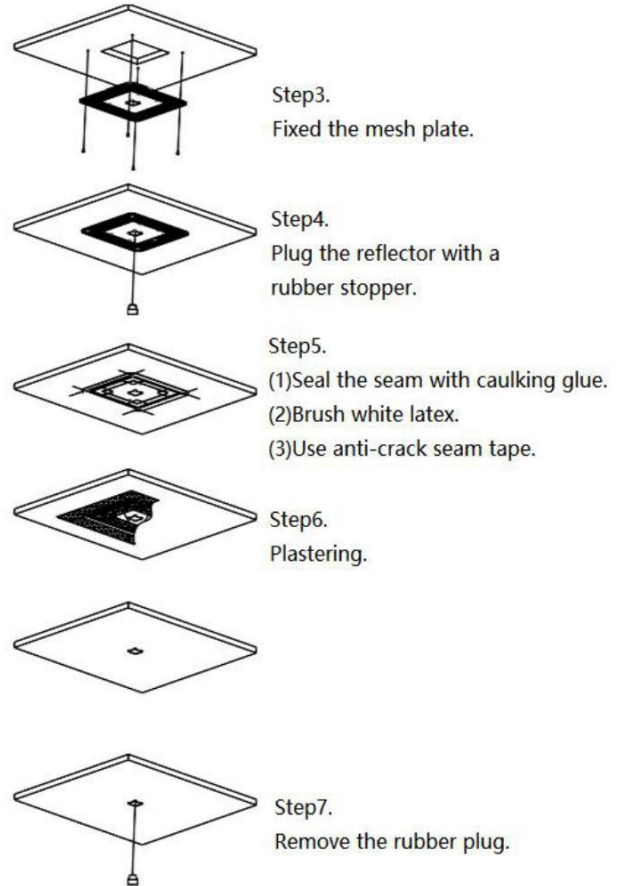 Step3.
Fixed the mesh plate.
Step4.
Plug the reflector with a
rubber stopper.
Step5.
(1)Seal the seam with caulking glue.
(2)Brush white latex.
(3)Use anti-crack seam tape.
Step6.
Plastering.
Step7.
Remove the rubber plug.